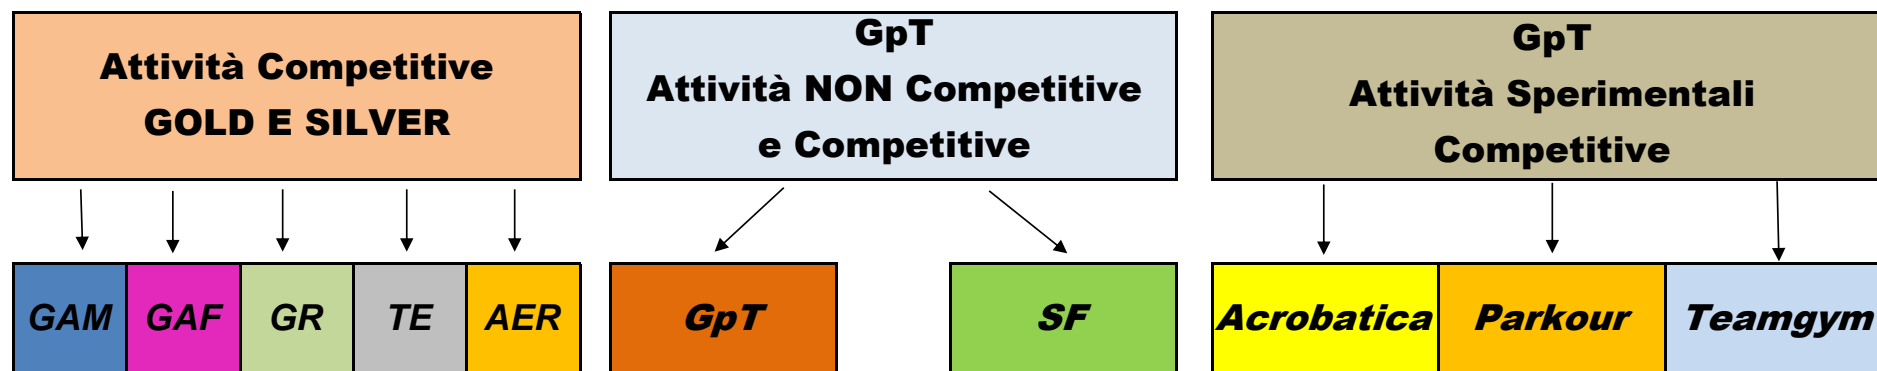 Attività Competitive
GOLD E SILVER
GpT
Attività NON Competitive
e Competitive
GpT
Attività Sperimentali
Competitive
GAM
GAF
GR
TE
AER
GpT
SF
Acrobatica
Parkour
Teamgym